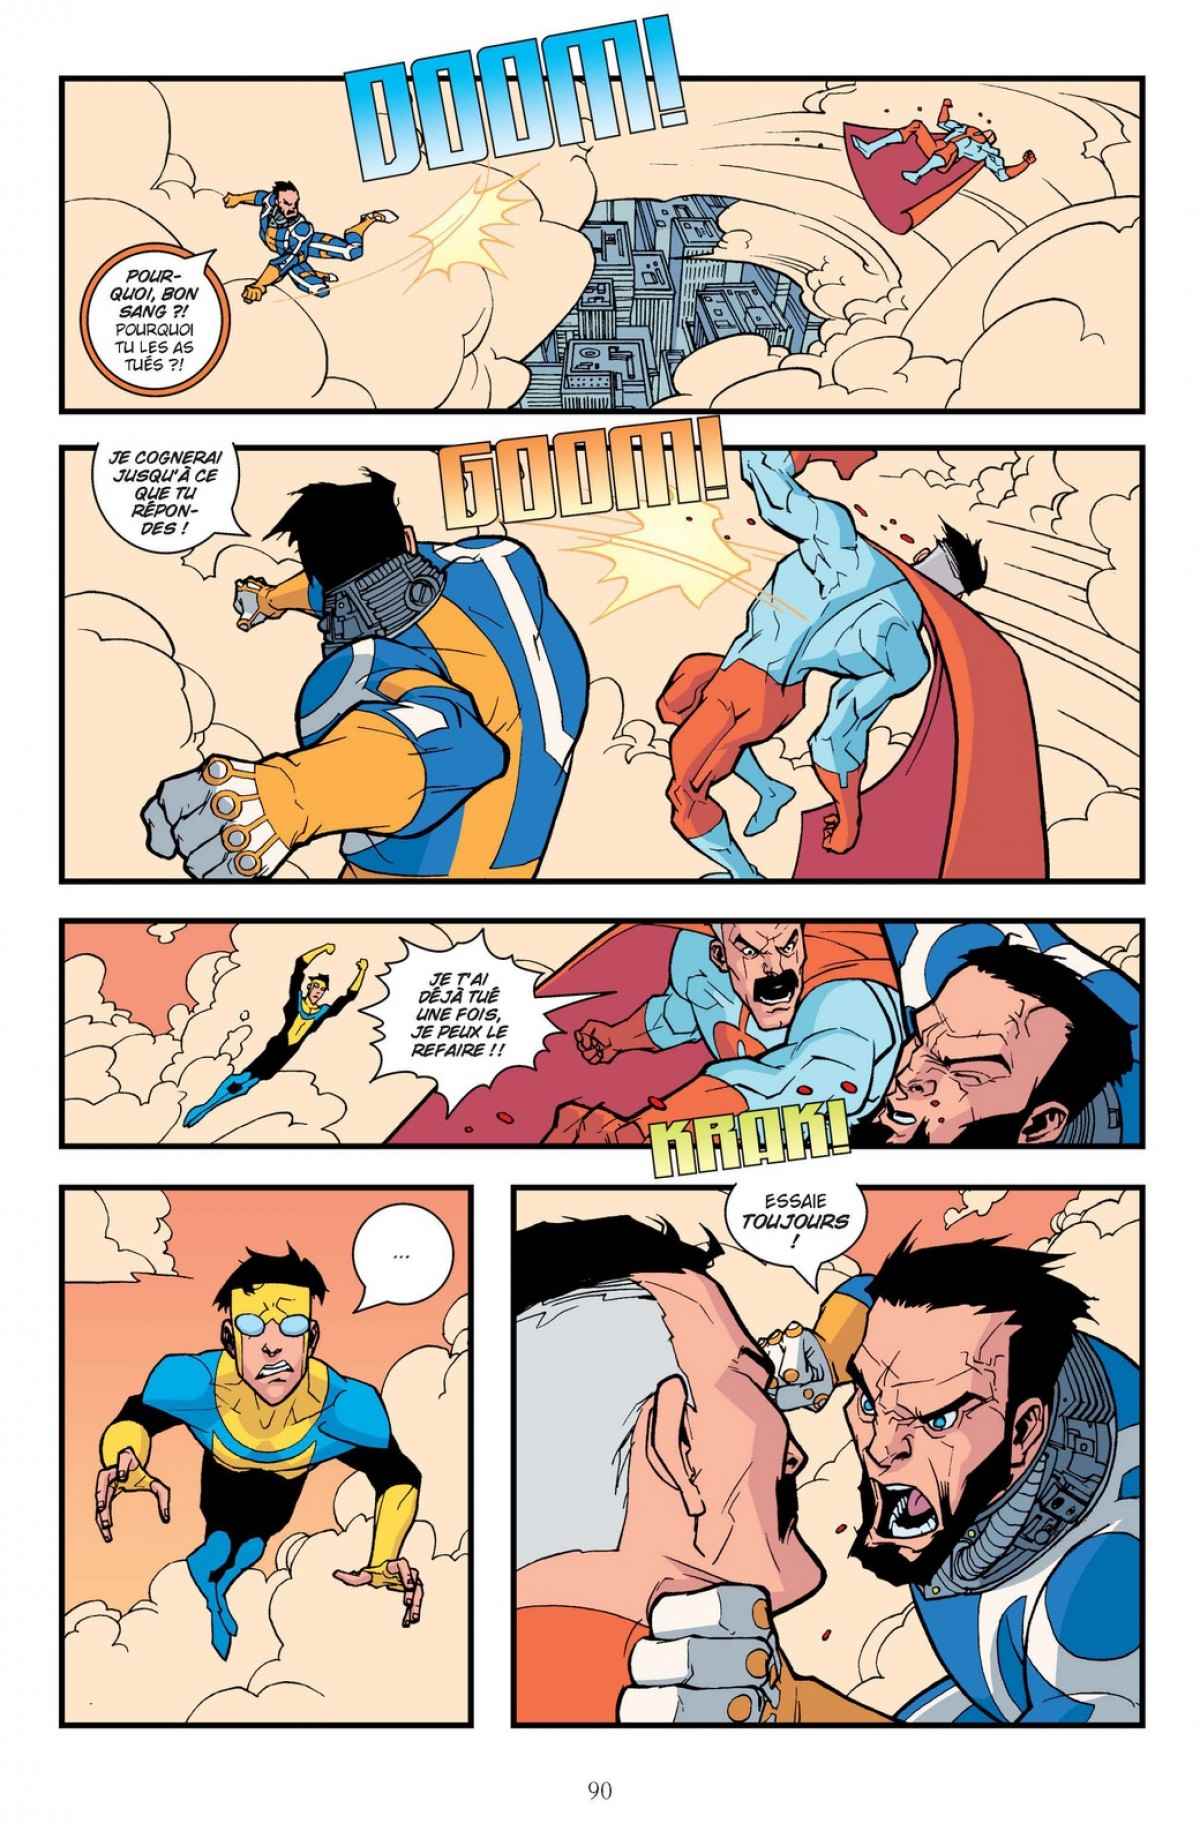 DOOM!
POUR-
QUOI, BON
SANG ?!
POURQUOI
TU LES AS
TUÉS ?!
JE COGNERAI
JUSQU'À CE
QUE TU
RÉPON-
DES !
GOOM!
JE T'AI
DÉJÀ TUÉ
UNE FOIS,
JE PEUX LE
REFAIRE !!
KRAK!
...
ESSAIE
TOUJOURS
!
90